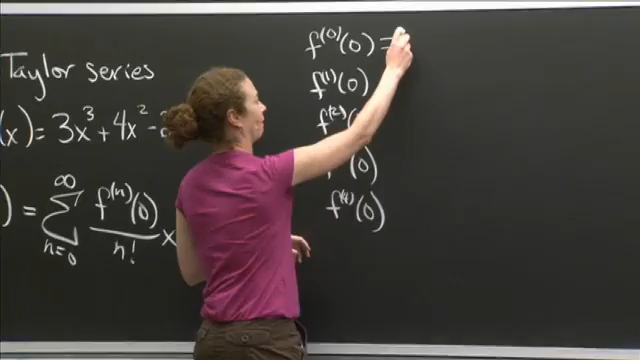 Taylor series
(x) = 3x³ + 4x² -
) = ∞ Σ n=0 f⁽ⁿ⁾(0) / n! x
f⁽⁰⁾(0) =
f⁽¹⁾(0)
f⁽²⁾(
(0)
f⁽⁴⁾(0)